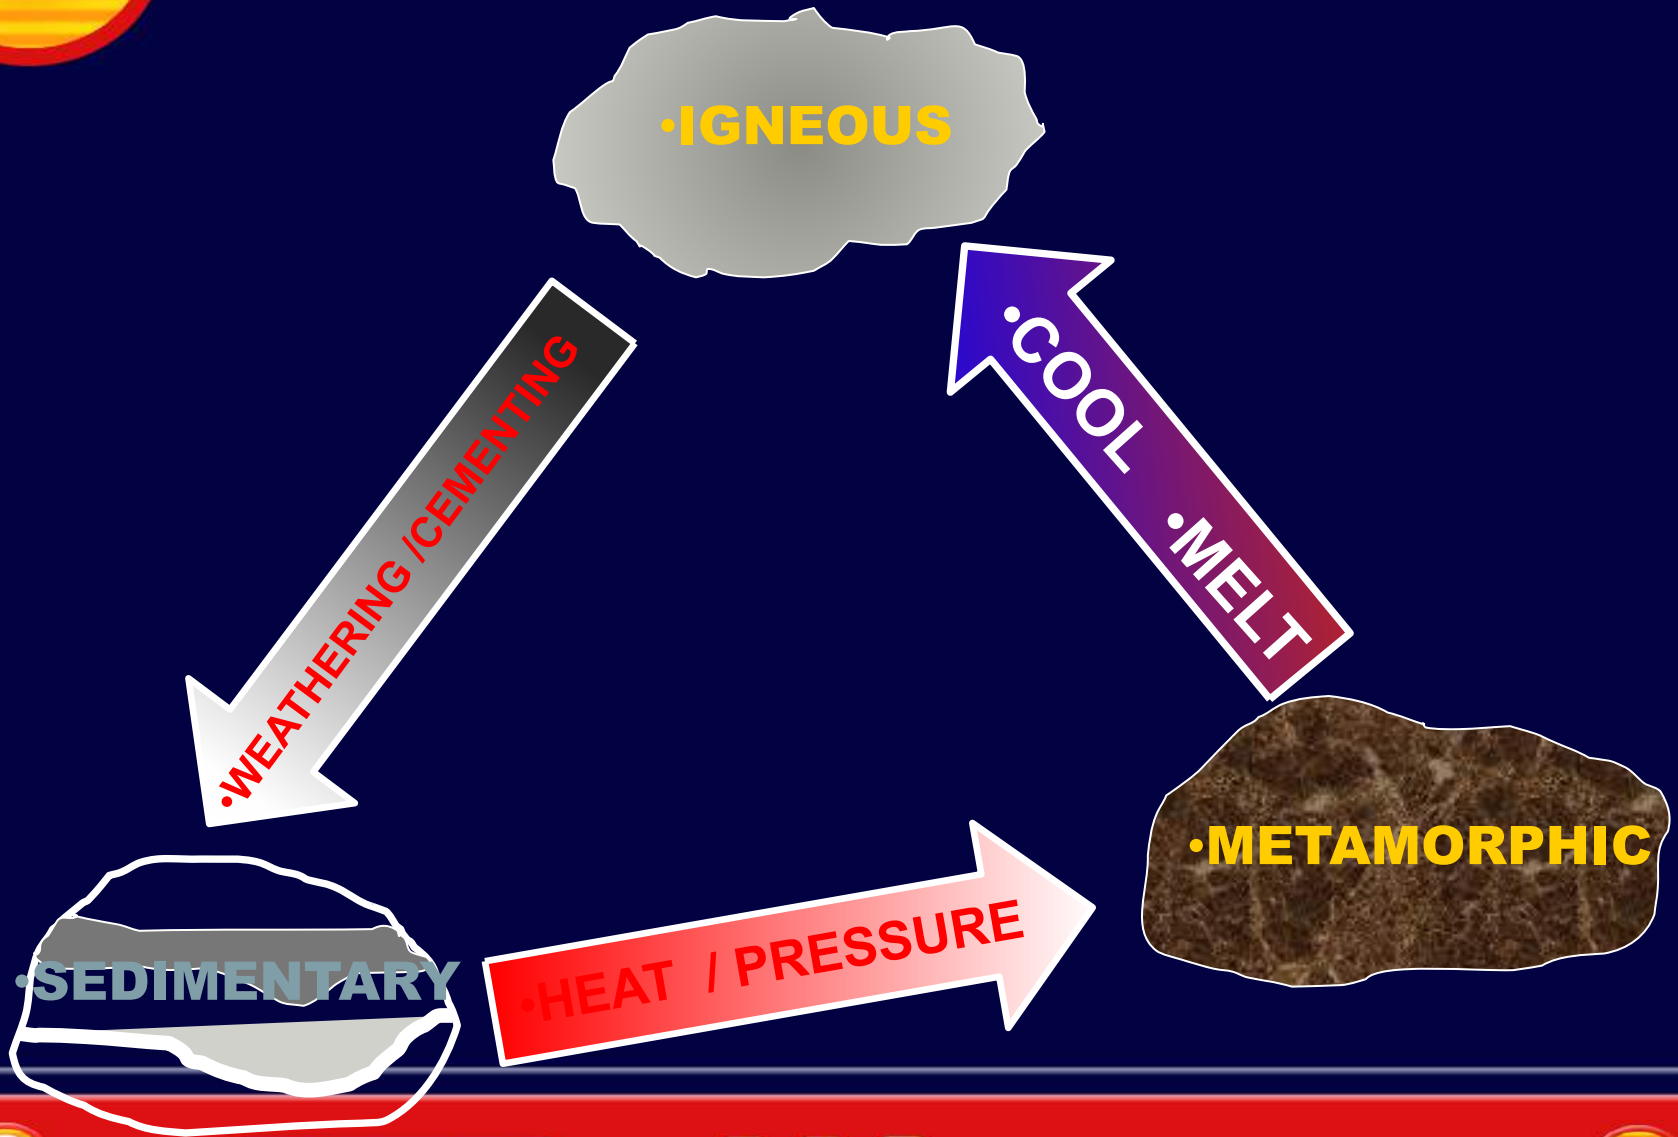 •IGNEOUS
•WEATHERING /CEMENTING
•COOL •MELT
•METAMORPHIC
•SEDIMENTARY
•HEAT / PRESSURE